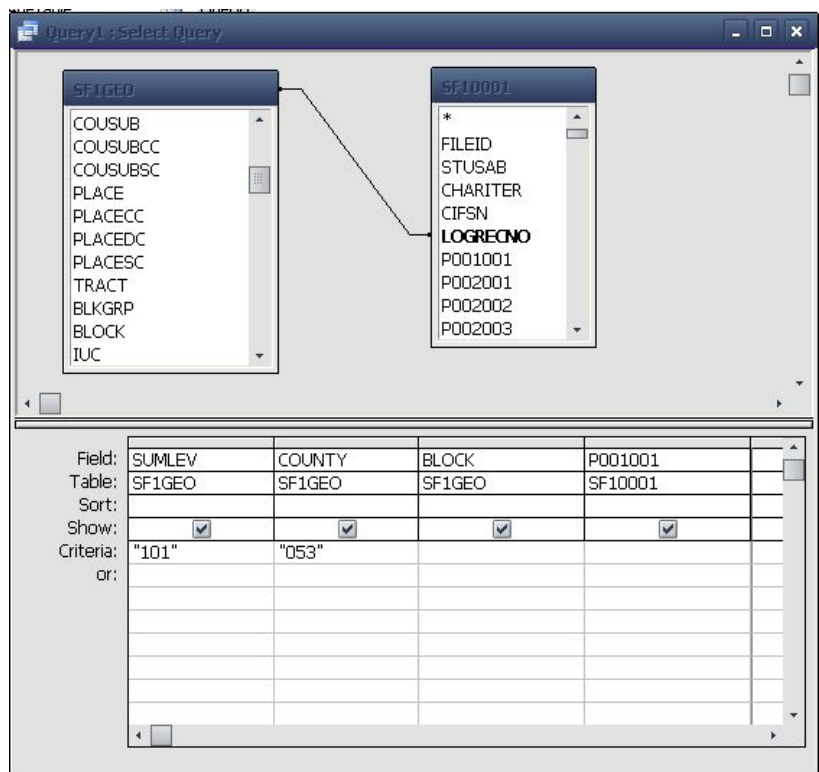 Query1 : Select Query
SF1GEO
COUSUB
COUSUBCC
COUSUBSC
PLACE
PLACECC
PLACEDC
PLACESC
TRACT
BLKGRP
BLOCK
IUC
SF10001
*
FILEID
STUSAB
CHARITER
CIFSN
LOGRECNO
P001001
P002001
P002002
P002003
Field: SUMLEV COUNTY BLOCK P001001
Table: SF1GEO SF1GEO SF1GEO SF10001
Sort:
Show:
Criteria: "101" "053"
or: